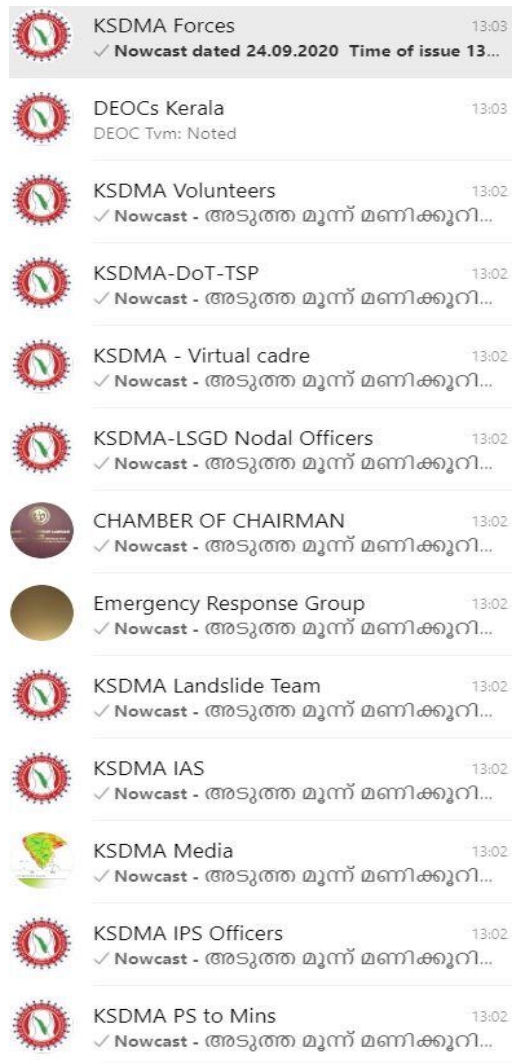 KSDMA Forces 13:03
✓ Nowcast dated 24.09.2020 Time of issue 13...
DEOCs Kerala 13:03
DEOC Tvm: Noted
KSDMA Volunteers 13:02
✓ Nowcast - അടുത്ത മൂന്ന് മണിക്കൂറി...
KSDMA-DoT-TSP 13:02
✓ Nowcast - അടുത്ത മൂന്ന് മണിക്കൂറി...
KSDMA - Virtual cadre 13:02
✓ Nowcast - അടുത്ത മൂന്ന് മണിക്കൂറി...
KSDMA-LSGD Nodal Officers 13:02
✓ Nowcast - അടുത്ത മൂന്ന് മണിക്കൂറി...
CHAMBER OF CHAIRMAN 13:02
✓ Nowcast - അടുത്ത മൂന്ന് മണിക്കൂറി...
Emergency Response Group 13:02
✓ Nowcast - അടുത്ത മൂന്ന് മണിക്കൂറി...
KSDMA Landslide Team 13:02
✓ Nowcast - അടുത്ത മൂന്ന് മണിക്കൂറി...
KSDMA IAS 13:02
✓ Nowcast - അടുത്ത മൂന്ന് മണിക്കൂറി...
KSDMA Media 13:02
✓ Nowcast - അടുത്ത മൂന്ന് മണിക്കൂറി...
KSDMA IPS Officers 13:02
✓ Nowcast - അടുത്ത മൂന്ന് മണിക്കൂറി...
KSDMA PS to Mins 13:02
✓ Nowcast - അടുത്ത മൂന്ന് മണിക്കൂറി...